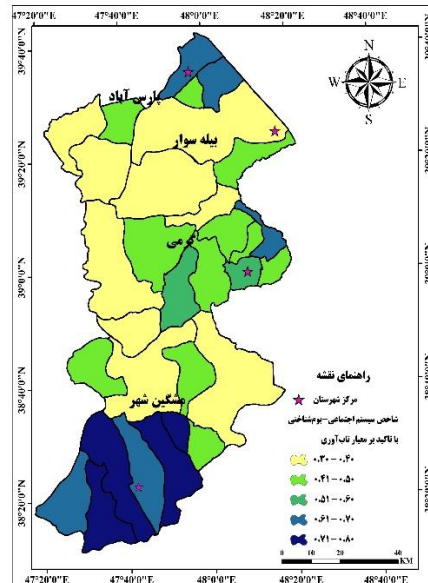 47°20'0"E 47°40'0"E 48°0'0"E 48°20'0"E 48°40'0"E
39°40'0"N
39°20'0"N
39°0'0"N
38°40'0"N
38°20'0"N
N
W E
S
پارس آباد
بیله سوار
گرمی
مشگین شهر
راهنمای نقشه
مرکز شهرستان
شاخص سیستم اجتماعی-بوم‌شناختی
با تاکید بر معیار تاب‌آوری
۰.۳۰ – ۰.۴۰
۰.۴۱ – ۰.۵۰
۰.۵۱ – ۰.۶۰
۰.۶۱ – ۰.۷۰
۰.۷۱ – ۰.۸۰
0 10 20 40
KM
47°20'0"E 47°40'0"E 48°0'0"E 48°20'0"E 48°40'0"E